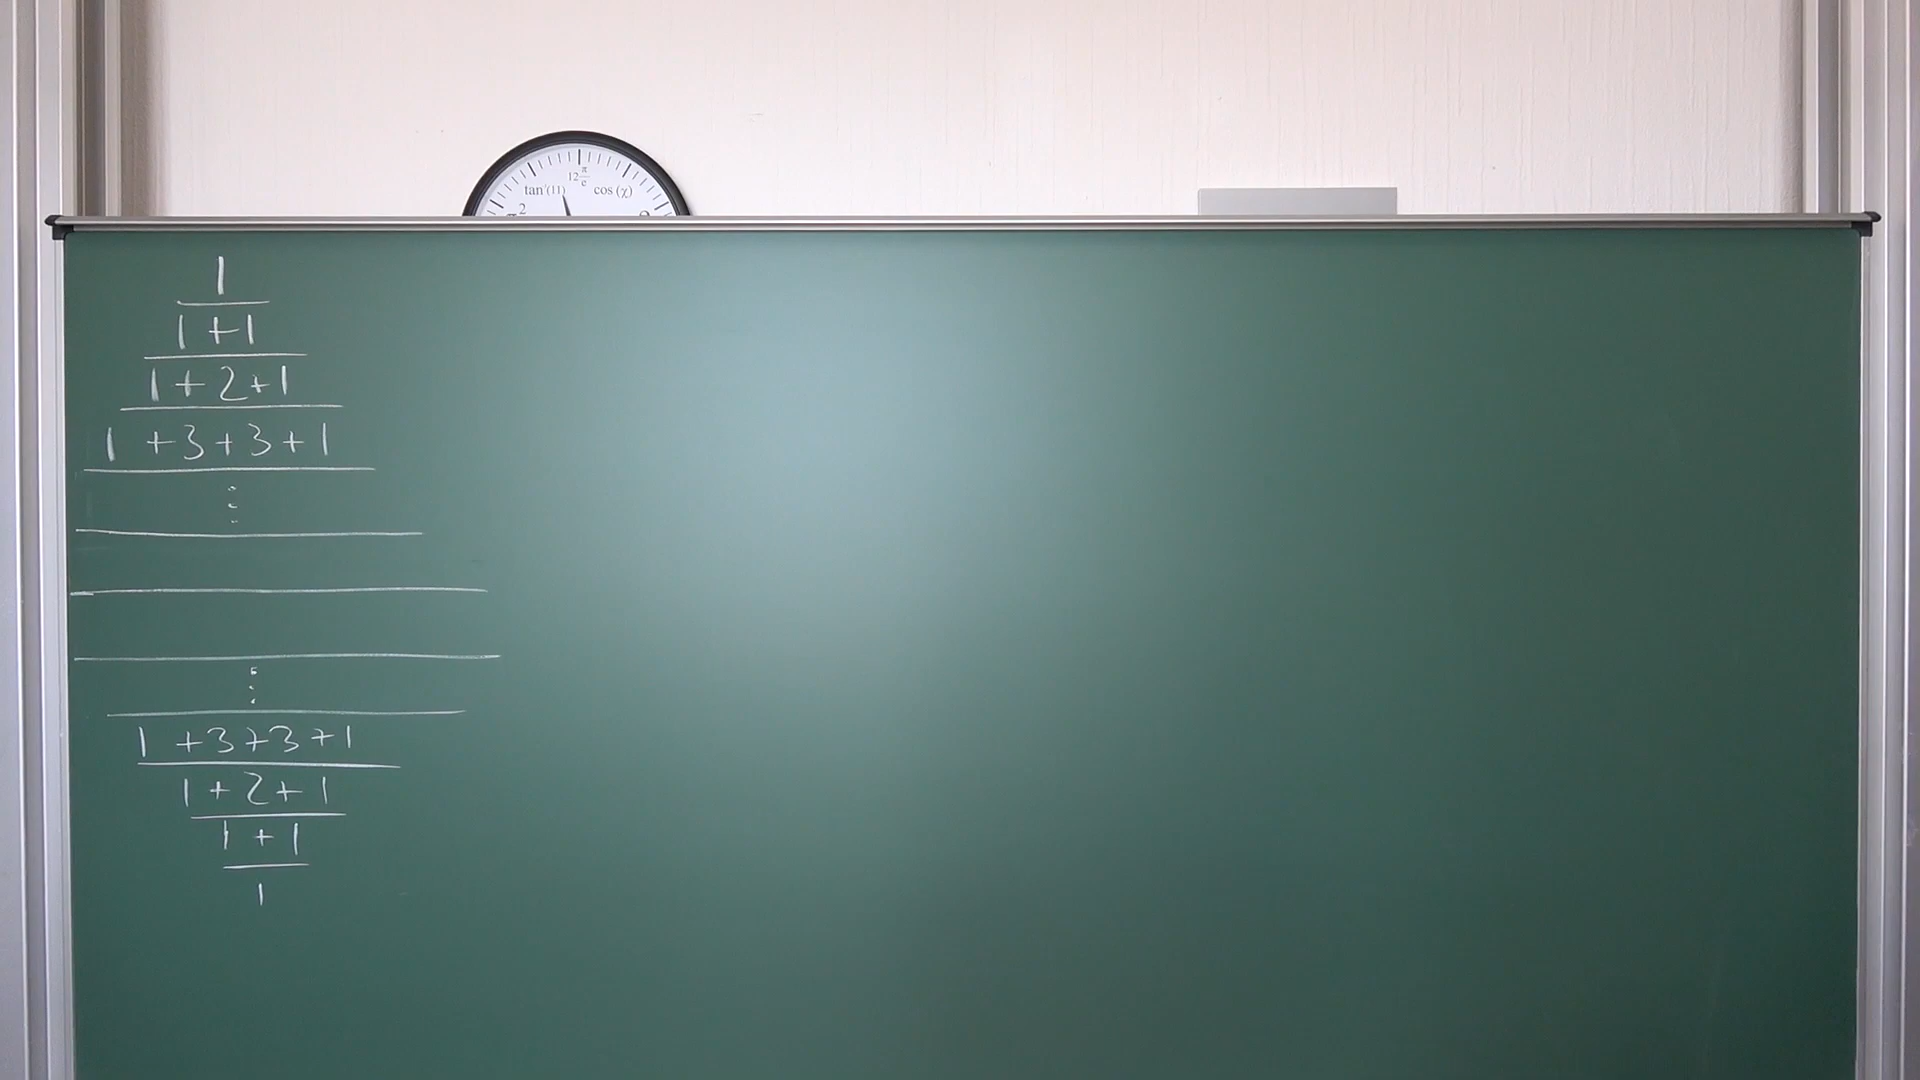 12 π/e
tan (11) cos (χ)
2
1
1 + 1
1 + 2 + 1
1 + 3 + 3 + 1
⋮
⋮
1 + 3 + 3 + 1
1 + 2 + 1
1 + 1
1